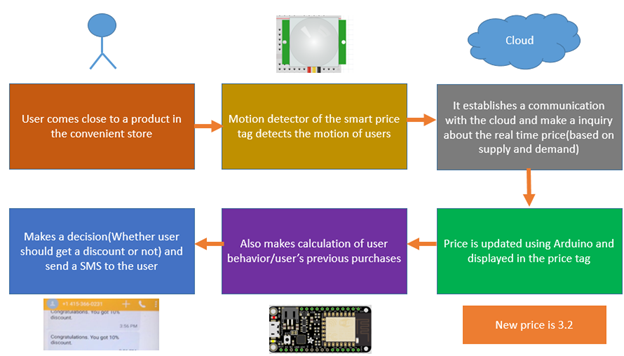 Cloud
User comes close to a product in
the convenient store
Motion detector of the smart price
tag detects the motion of users
It establishes a communication
with the cloud and make a inquiry
about the real time price(based on
supply and demand)
Makes a decision(Whether user
should get a discount or not) and
send a SMS to the user
Also makes calculation of user
behavior/user's previous purchases
Price is updated using Arduino and
displayed in the price tag
Congratulations. You got 10%
discount.
3:55 PM
Congratulations. You got 10%
discount.
New price is 3.2